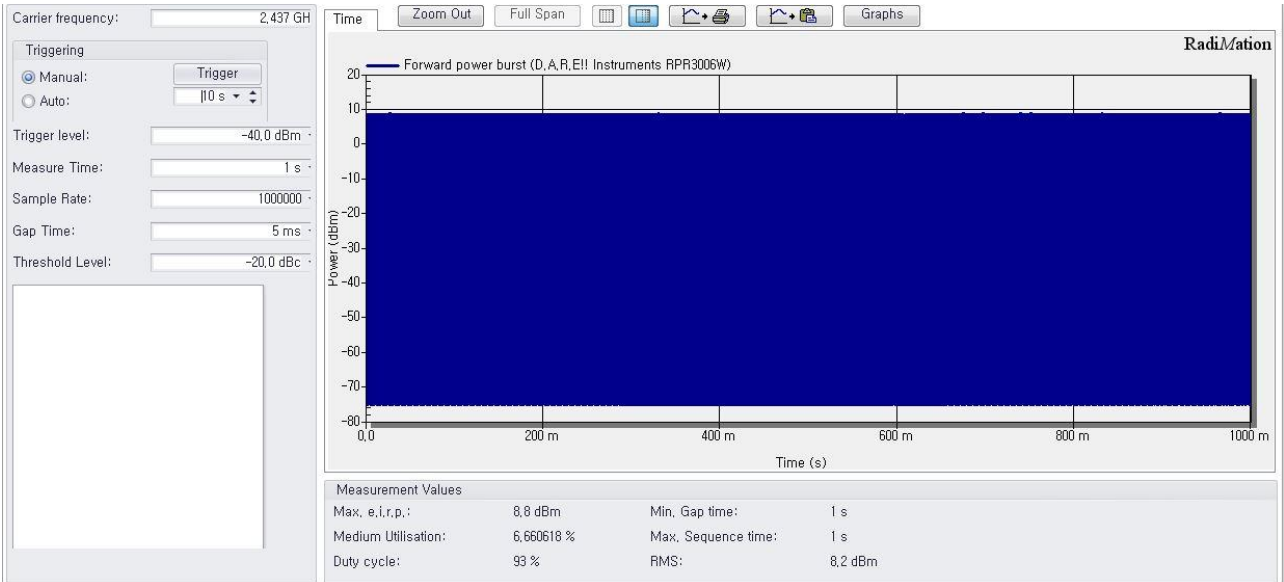 Carrier frequency: 2,437 GH
Triggering
Manual: Trigger
Auto: 10 s
Trigger level: -40,0 dBm
Measure Time: 1 s
Sample Rate: 1000000
Gap Time: 5 ms
Threshold Level: -20,0 dBc
Time Zoom Out Full Span Graphs
RadiMation
Forward power burst (D,A,R,E!! Instruments RPR3006W)
20
10
0
-10
-20
-30
-40
-50
-60
-70
-80
Power (dBm)
0,0 200 m 400 m 600 m 800 m 1000 m
Time (s)
Measurement Values
Max, e,i,r,p,: 8,8 dBm Min, Gap time: 1 s
Medium Utilisation: 6,660618 % Max, Sequence time: 1 s
Duty cycle: 93 % RMS: 8,2 dBm